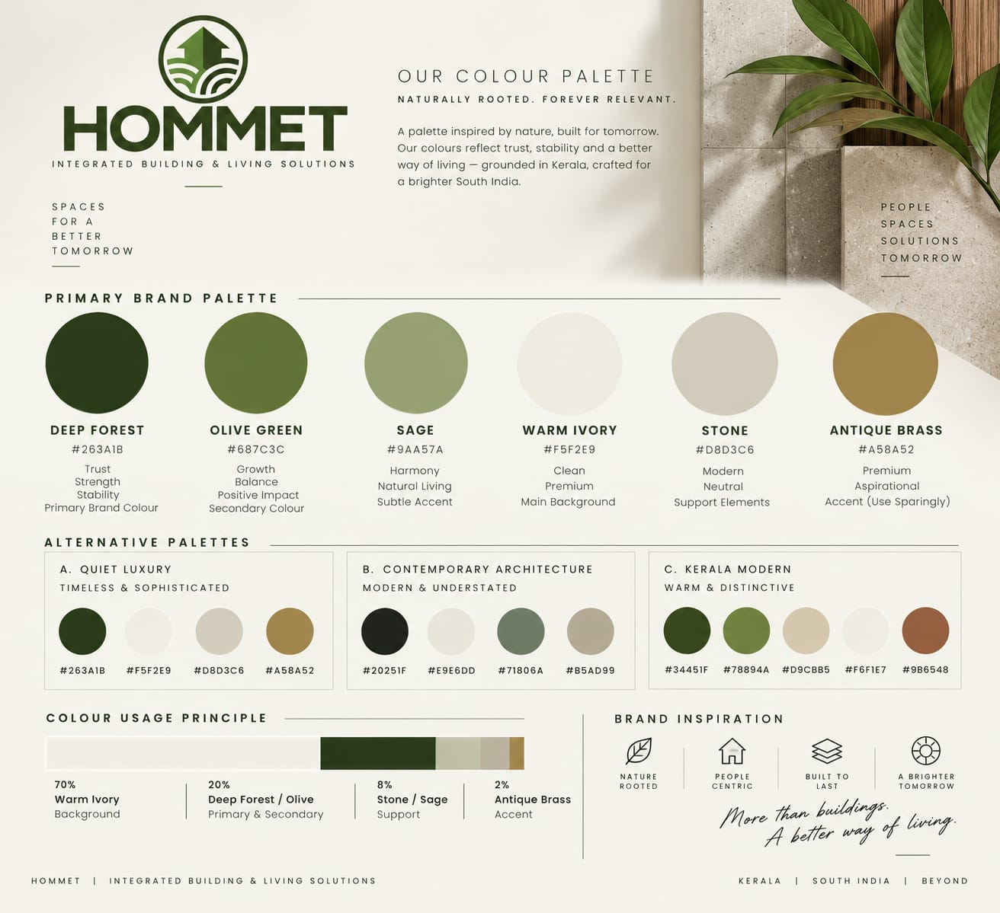 HOMMET
INTEGRATED BUILDING & LIVING SOLUTIONS
SPACES
FOR A
BETTER
TOMORROW
OUR COLOUR PALETTE
NATURALLY ROOTED. FOREVER RELEVANT.
A palette inspired by nature, built for tomorrow.
Our colours reflect trust, stability and a better
way of living — grounded in Kerala, crafted for
a brighter South India.
PEOPLE
SPACES
SOLUTIONS
TOMORROW
PRIMARY BRAND PALETTE
DEEP FOREST
#263A1B
Trust
Strength
Stability
Primary Brand Colour
OLIVE GREEN
#687C3C
Growth
Balance
Positive Impact
Secondary Colour
SAGE
#9AA57A
Harmony
Natural Living
Subtle Accent
WARM IVORY
#F5F2E9
Clean
Premium
Main Background
STONE
#D8D3C6
Modern
Neutral
Support Elements
ANTIQUE BRASS
#A58A52
Premium
Aspirational
Accent (Use Sparingly)
ALTERNATIVE PALETTES
A. QUIET LUXURY
TIMELESS & SOPHISTICATED
#263A1B #F5F2E9 #D8D3C6 #A58A52
B. CONTEMPORARY ARCHITECTURE
MODERN & UNDERSTATED
#20251F #E9E6DD #71806A #B5AD99
C. KERALA MODERN
WARM & DISTINCTIVE
#34451F #78894A #D9CBB5 #F6F1E7 #9B6548
COLOUR USAGE PRINCIPLE
70%
Warm Ivory
Background
20%
Deep Forest / Olive
Primary & Secondary
8%
Stone / Sage
Support
2%
Antique Brass
Accent
BRAND INSPIRATION
NATURE
ROOTED
PEOPLE
CENTRIC
BUILT TO
LAST
A BRIGHTER
TOMORROW
More than buildings.
A better way of living.
HOMMET | INTEGRATED BUILDING & LIVING SOLUTIONS
KERALA | SOUTH INDIA | BEYOND